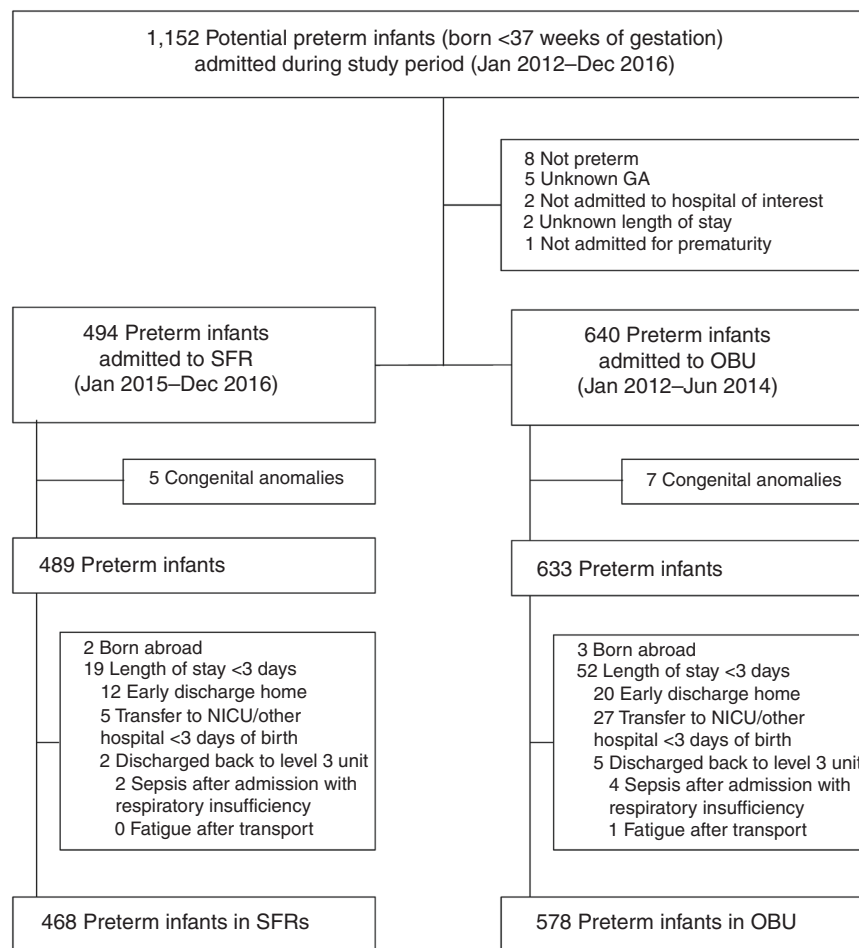 1,152 Potential preterm infants (born <37 weeks of gestation)
admitted during study period (Jan 2012–Dec 2016)
8 Not preterm
5 Unknown GA
2 Not admitted to hospital of interest
2 Unknown length of stay
1 Not admitted for prematurity
494 Preterm infants
admitted to SFR
(Jan 2015–Dec 2016)
640 Preterm infants
admitted to OBU
(Jan 2012–Jun 2014)
5 Congenital anomalies
7 Congenital anomalies
489 Preterm infants
633 Preterm infants
2 Born abroad
19 Length of stay <3 days
12 Early discharge home
5 Transfer to NICU/other
hospital <3 days of birth
2 Discharged back to level 3 unit
2 Sepsis after admission with
respiratory insufficiency
0 Fatigue after transport
3 Born abroad
52 Length of stay <3 days
20 Early discharge home
27 Transfer to NICU/other
hospital <3 days of birth
5 Discharged back to level 3 unit
4 Sepsis after admission with
respiratory insufficiency
1 Fatigue after transport
468 Preterm infants in SFRs
578 Preterm infants in OBU